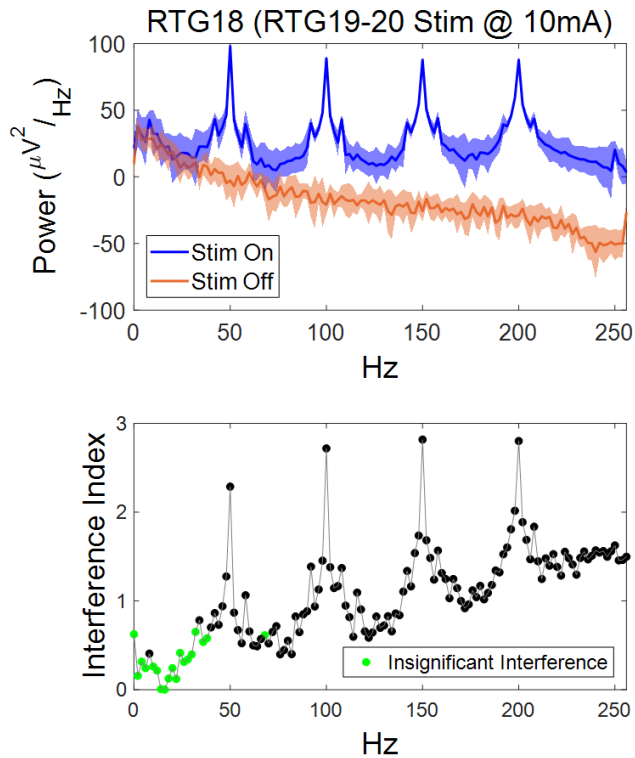 RTG18 (RTG19-20 Stim @ 10mA)
Power (μV²/Hz)
100
50
0
-50
-100
Stim On
Stim Off
0 50 100 150 200 250
Hz
Interference Index
3
2
1
0
Insignificant Interference
0 50 100 150 200 250
Hz